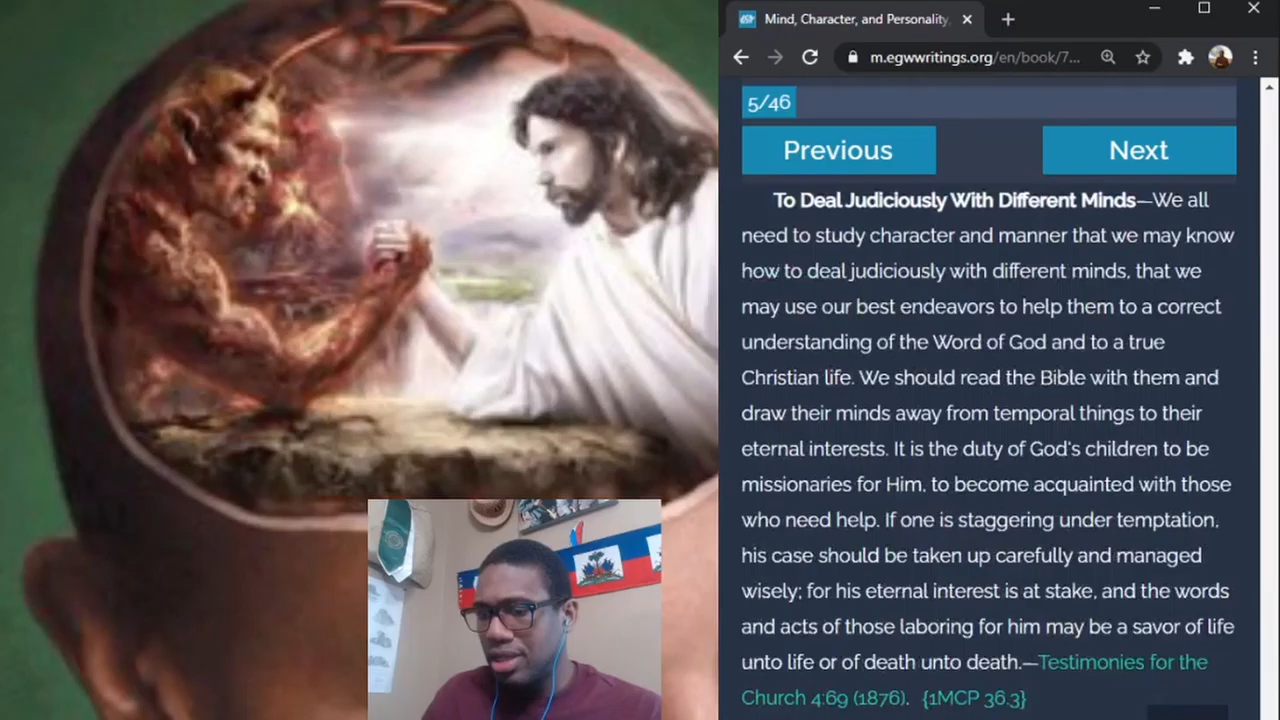 Mind, Character, and Personality,
m.egwwritings.org/en/book/7...
5/46
Previous
Next
To Deal Judiciously With Different Minds—We all
need to study character and manner that we may know
how to deal judiciously with different minds, that we
may use our best endeavors to help them to a correct
understanding of the Word of God and to a true
Christian life. We should read the Bible with them and
draw their minds away from temporal things to their
eternal interests. It is the duty of God's children to be
missionaries for Him, to become acquainted with those
who need help. If one is staggering under temptation,
his case should be taken up carefully and managed
wisely; for his eternal interest is at stake, and the words
and acts of those laboring for him may be a savor of life
unto life or of death unto death.—Testimonies for the
Church 4:69 (1876). {1MCP 36.3}